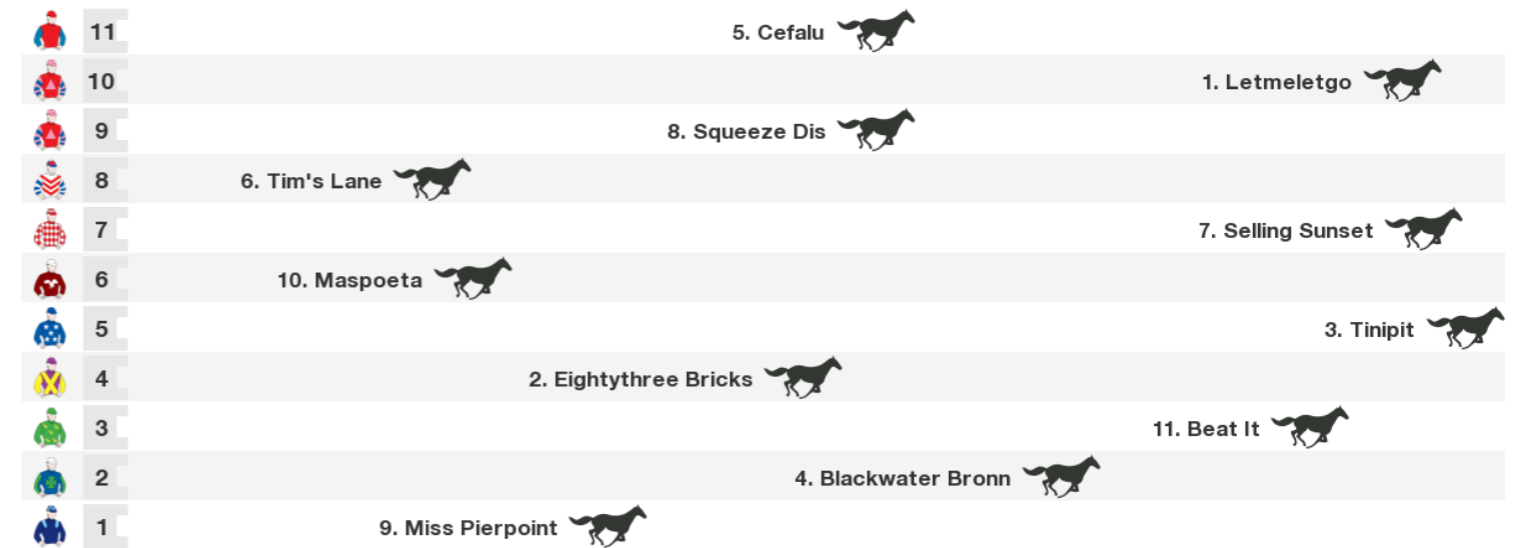 11 5. Cefalu
10 1. Letmeletgo
9 8. Squeeze Dis
8 6. Tim's Lane
7 7. Selling Sunset
6 10. Maspoeta
5 3. Tinipit
4 2. Eightythree Bricks
3 11. Beat It
2 4. Blackwater Bronn
1 9. Miss Pierpoint